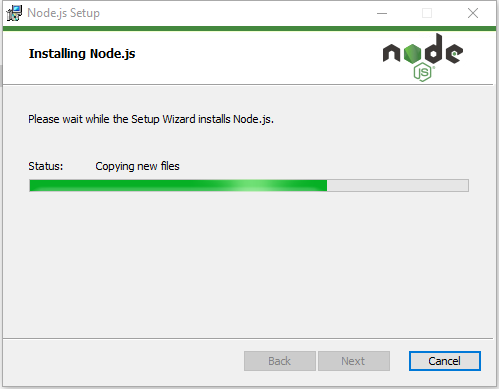 Node.js Setup
Installing Node.js
node
JS
Please wait while the Setup Wizard installs Node.js.
Status: Copying new files
Back Next Cancel